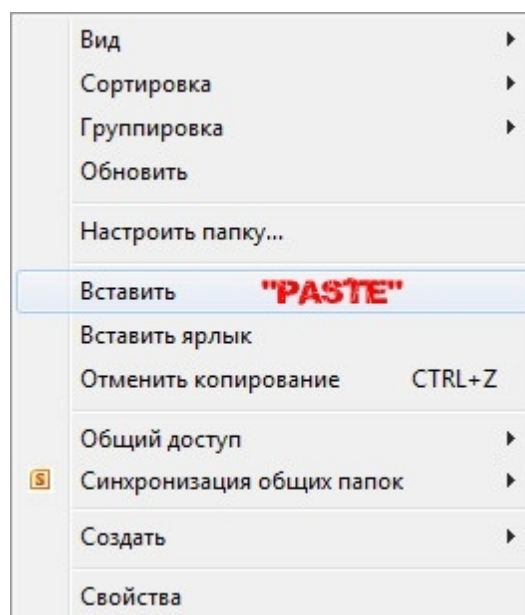 Вид
Сортировка
Группировка
Обновить
Настроить папку...
Вставить "PASTE"
Вставить ярлык
Отменить копирование CTRL+Z
Общий доступ
S Синхронизация общих папок
Создать
Свойства